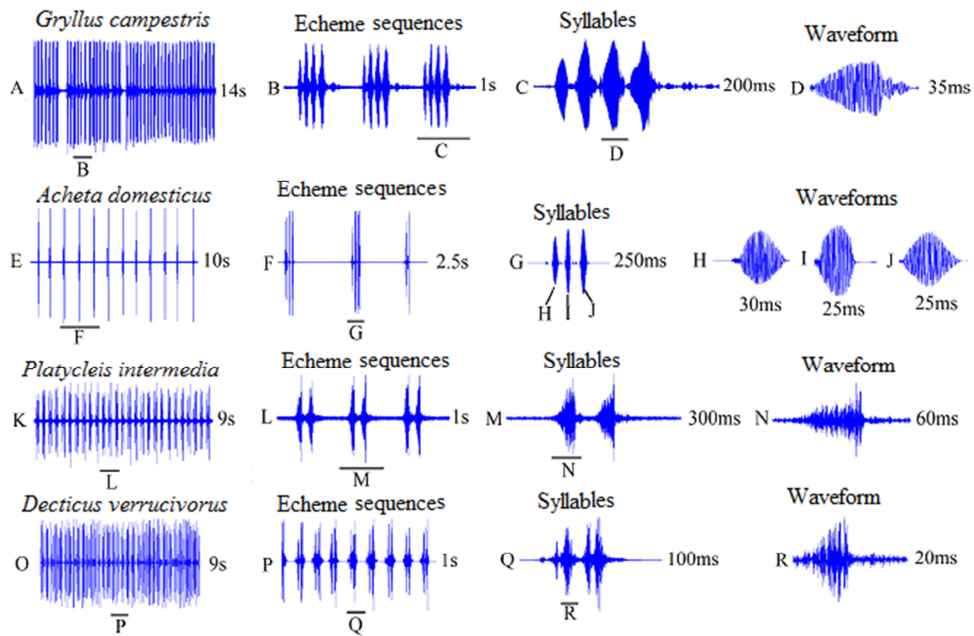 Gryllus campestris Echeme sequences Syllables Waveform
A 14s B 1s C 200ms D 35ms
B C D
Acheta domesticus Echeme sequences Syllables Waveforms
E 10s F 2.5s G 250ms H I J
F G H I J 30ms 25ms 25ms
Platycleis intermedia Echeme sequences Syllables Waveform
K 9s L 1s M 300ms N 60ms
L M N
Decticus verrucivorus Echeme sequences Syllables Waveform
O 9s P 1s Q 100ms R 20ms
P Q R